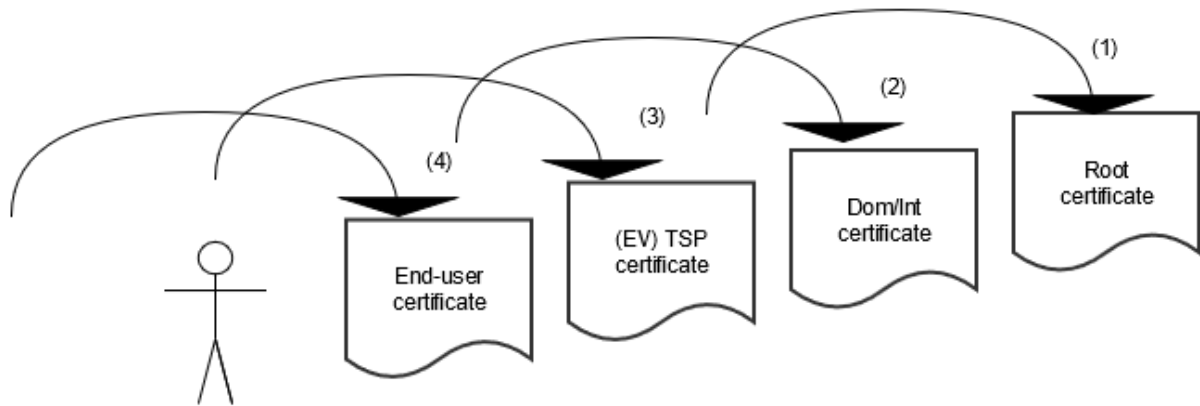 (1)
(2)
(3)
(4)
Root
certificate
Dom/Int
certificate
(EV) TSP
certificate
End-user
certificate